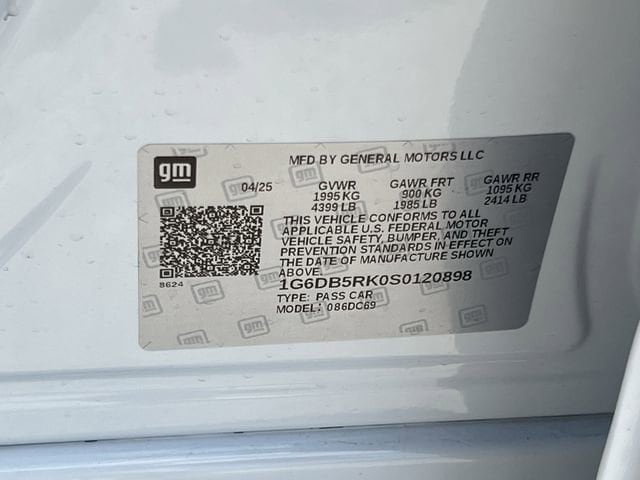 gm
MFD BY GENERAL MOTORS LLC
04/25 GVWR GAWR FRT GAWR RR
1995 KG 900 KG 1095 KG
4399 LB 1985 LB 2414 LB
THIS VEHICLE CONFORMS TO ALL
APPLICABLE U.S. FEDERAL MOTOR
VEHICLE SAFETY, BUMPER, AND THEFT
PREVENTION STANDARDS IN EFFECT ON
THE DATE OF MANUFACTURE SHOWN
ABOVE.
8624
1G6DB5RK0S0120898
TYPE: PASS CAR
MODEL: 086DC69